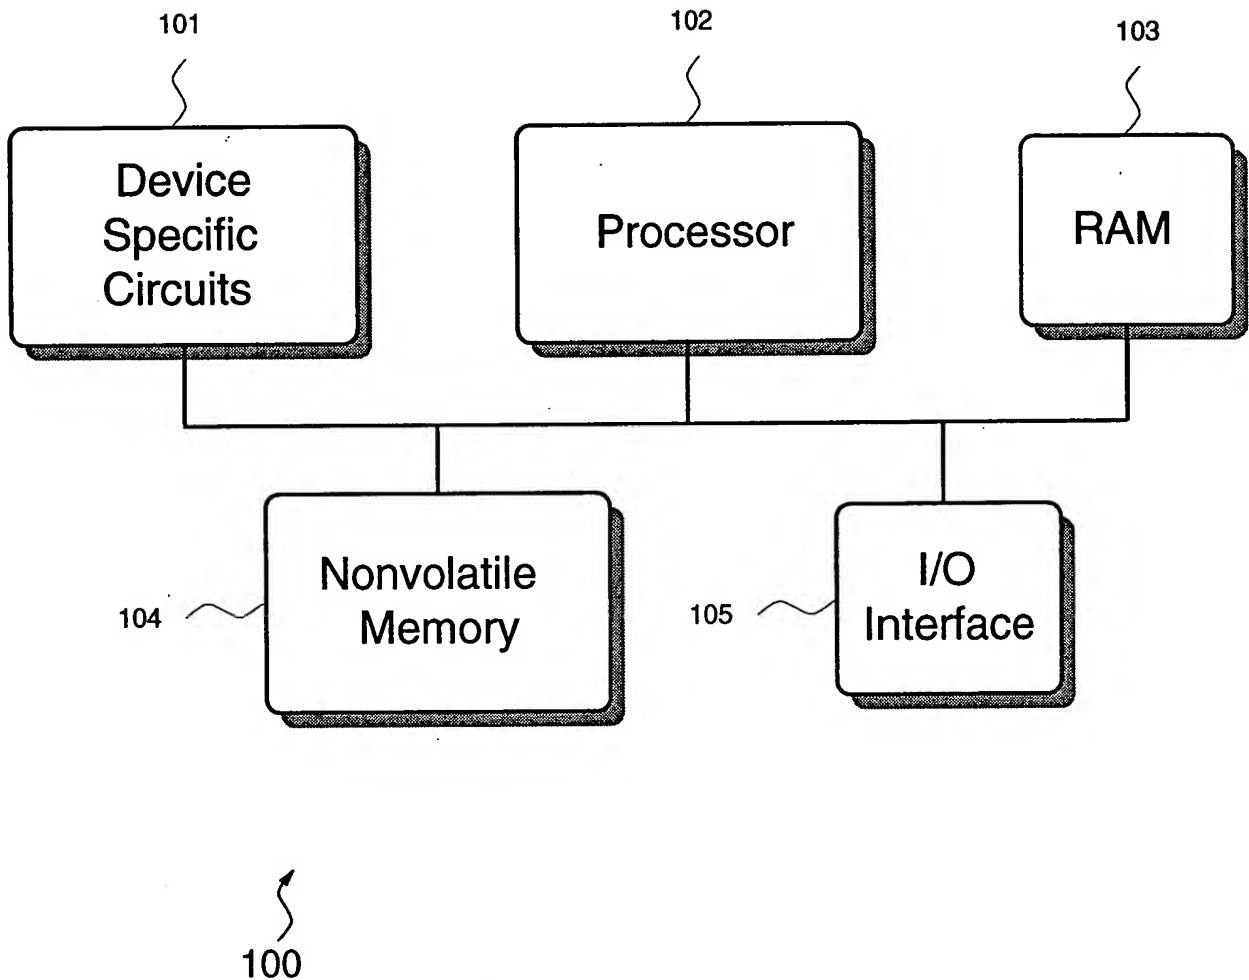 101
102
103
Device
Specific
Circuits
Processor
RAM
Nonvolatile
Memory
104
I/O
Interface
105
100